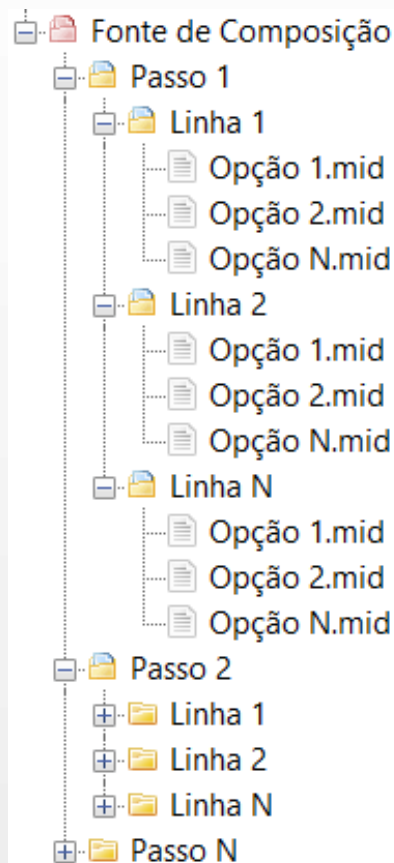 Fonte de Composição
Passo 1
Linha 1
Opção 1.mid
Opção 2.mid
Opção N.mid
Linha 2
Opção 1.mid
Opção 2.mid
Opção N.mid
Linha N
Opção 1.mid
Opção 2.mid
Opção N.mid
Passo 2
Linha 1
Linha 2
Linha N
Passo N